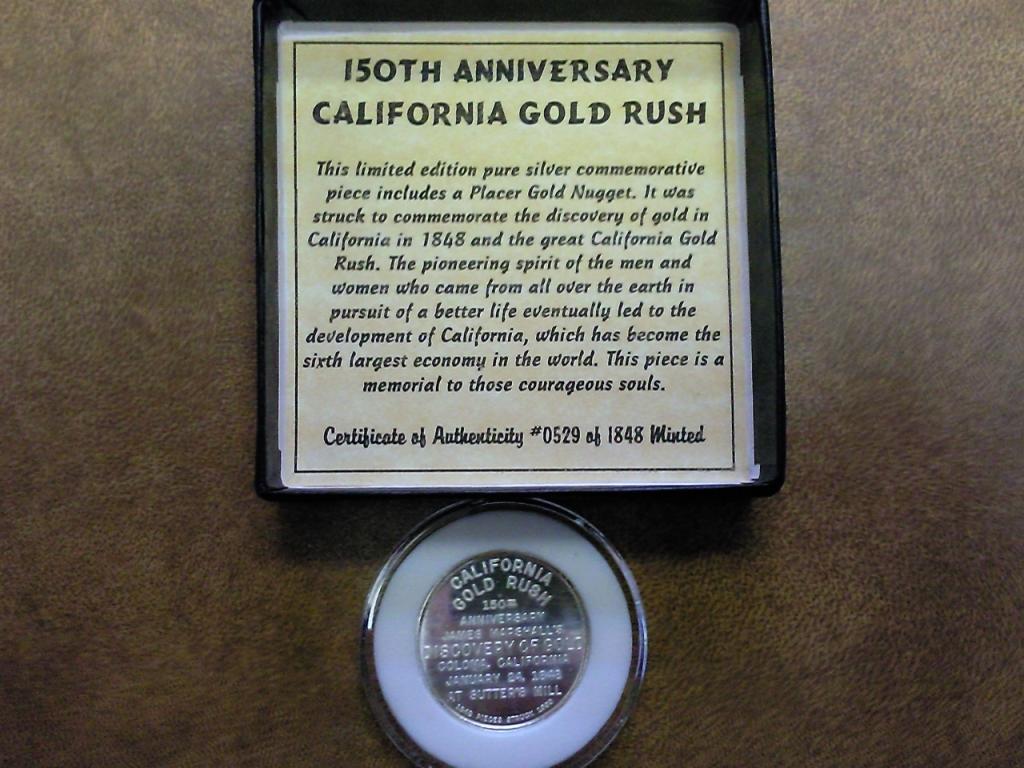 150TH ANNIVERSARY
CALIFORNIA GOLD RUSH
This limited edition pure silver commemorative
piece includes a Placer Gold Nugget. It was
struck to commemorate the discovery of gold in
California in 1848 and the great California Gold
Rush. The pioneering spirit of the men and
women who came from all over the earth in
pursuit of a better life eventually led to the
development of California, which has become the
sixth largest economy in the world. This piece is a
memorial to those courageous souls.
Certificate of Authenticity #0529 of 1848 Minted
CALIFORNIA
GOLD RUSH
150TH
ANNIVERSARY
JAMES MARSHALL'S
DISCOVERY OF GOLD
COLOMA, CALIFORNIA
JANUARY 24, 1848
AT SUTTER'S MILL
PIECES STRUCK